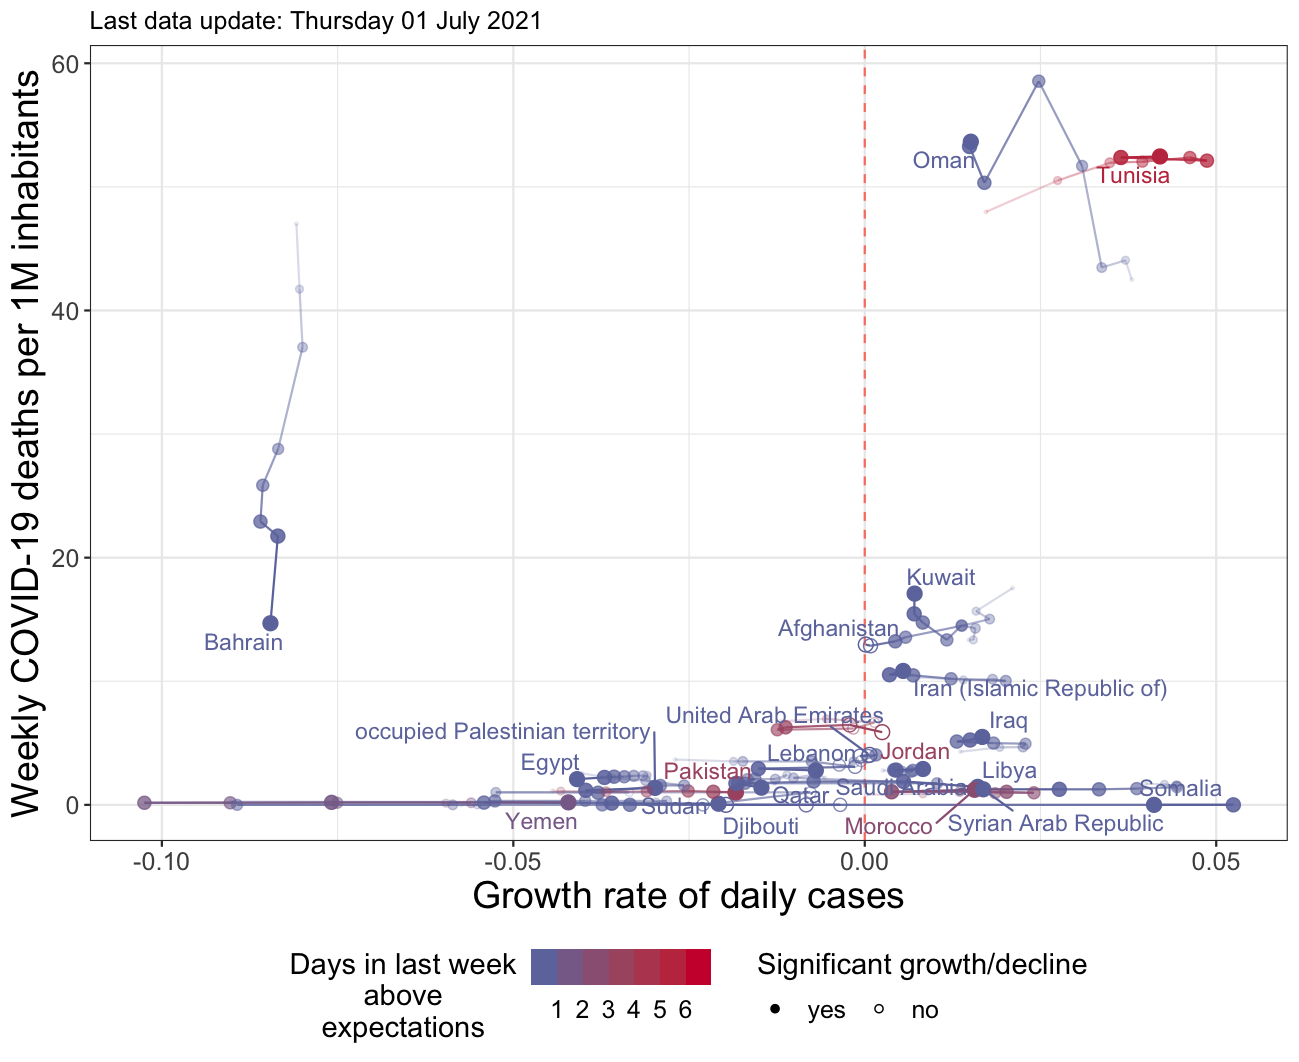 Last data update: Thursday 01 July 2021
Weekly COVID-19 deaths per 1M inhabitants
60
40
20
0
Oman
Tunisia
Bahrain
Kuwait
Afghanistan
Iran (Islamic Republic of)
United Arab Emirates
Iraq
occupied Palestinian territory
Lebanon
Jordan
Egypt
Pakistan
Libya
Saudi Arabia
Somalia
Qatar
Sudan
Yemen
Djibouti
Morocco
Syrian Arab Republic
-0.10
-0.05
0.00
0.05
Growth rate of daily cases
Days in last week
above
expectations
1 2 3 4 5 6
Significant growth/decline
yes
no